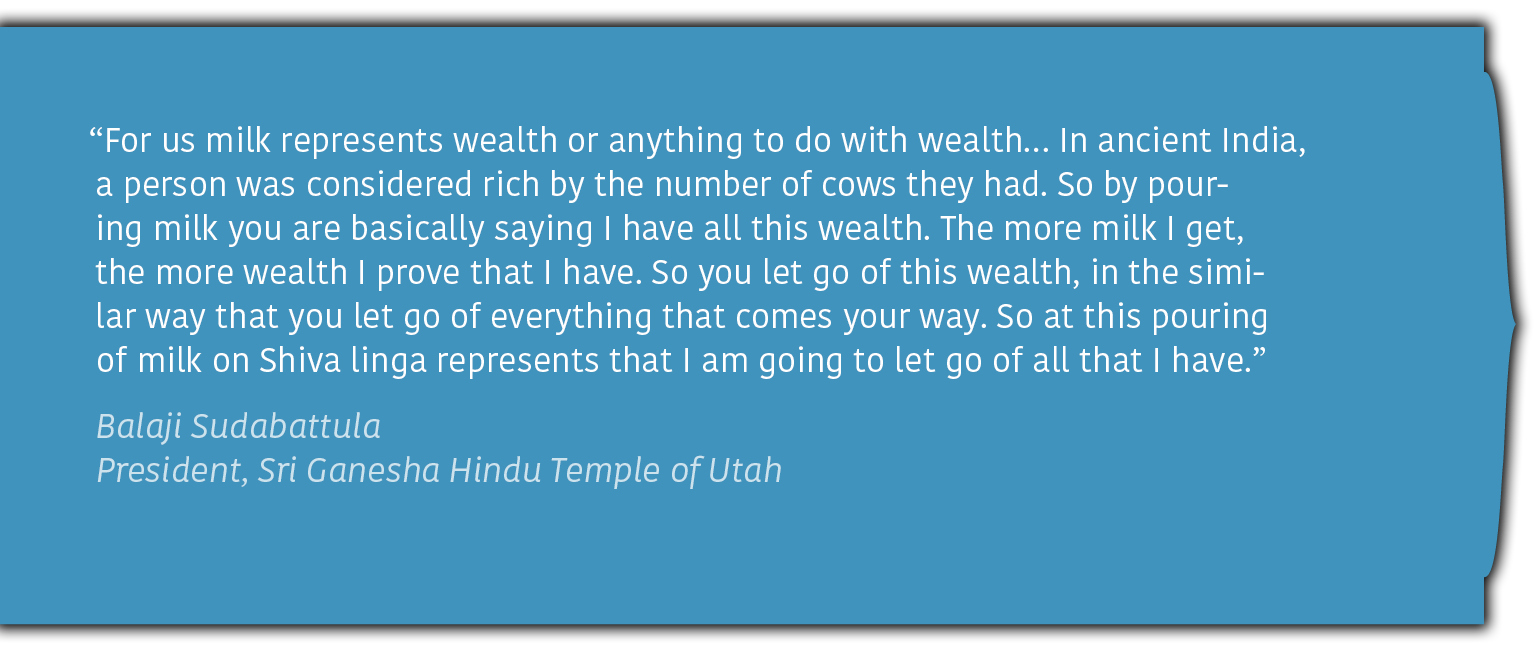 “For us milk represents wealth or anything to do with wealth... In ancient India,
a person was considered rich by the number of cows they had. So by pour-
ing milk you are basically saying I have all this wealth. The more milk I get,
the more wealth I prove that I have. So you let go of this wealth, in the simi-
lar way that you let go of everything that comes your way. So at this pouring
of milk on Shiva linga represents that I am going to let go of all that I have.”
Balaji Sudabattula
President, Sri Ganesha Hindu Temple of Utah